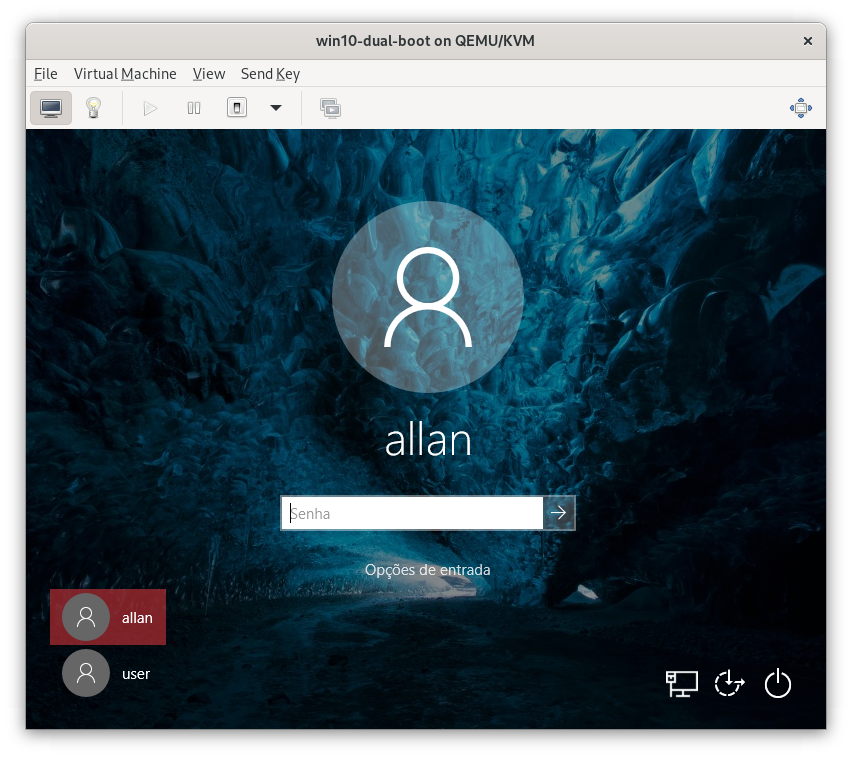 win10-dual-boot on QEMU/KVM
File Virtual Machine View Send Key
allan
Senha
Opções de entrada
allan
user